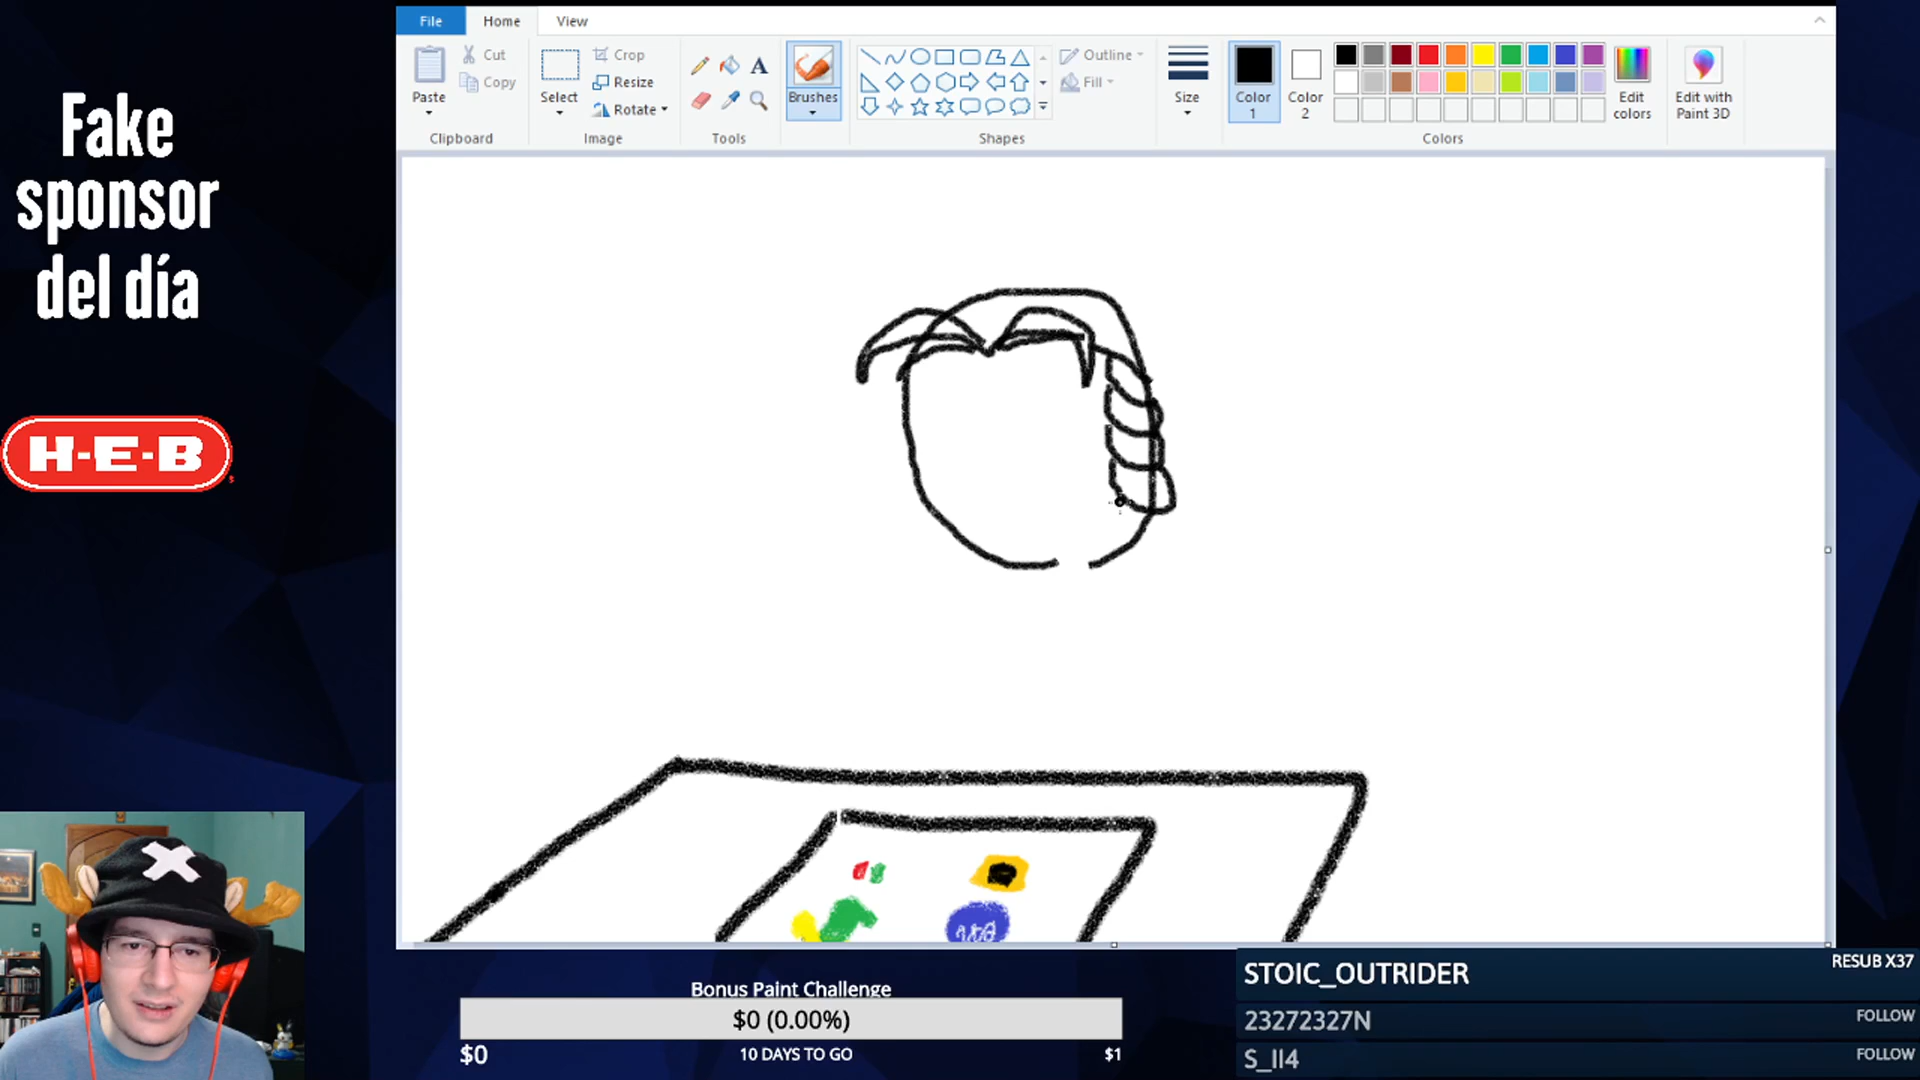 File Home View
Paste
Cut
Copy
Clipboard
Select
Crop
Resize
Rotate
Image
Tools
Brushes
Shapes
Outline
Fill
Size
Color
1
Color
2
Edit
colors
Colors
Edit with
Paint 3D
Fake
sponsor
del día
H-E-B
Bonus Paint Challenge
$0 (0.00%)
$0 10 DAYS TO GO $1
STOIC_OUTRIDER RESUB X37
23272327N FOLLOW
S_II4 FOLLOW